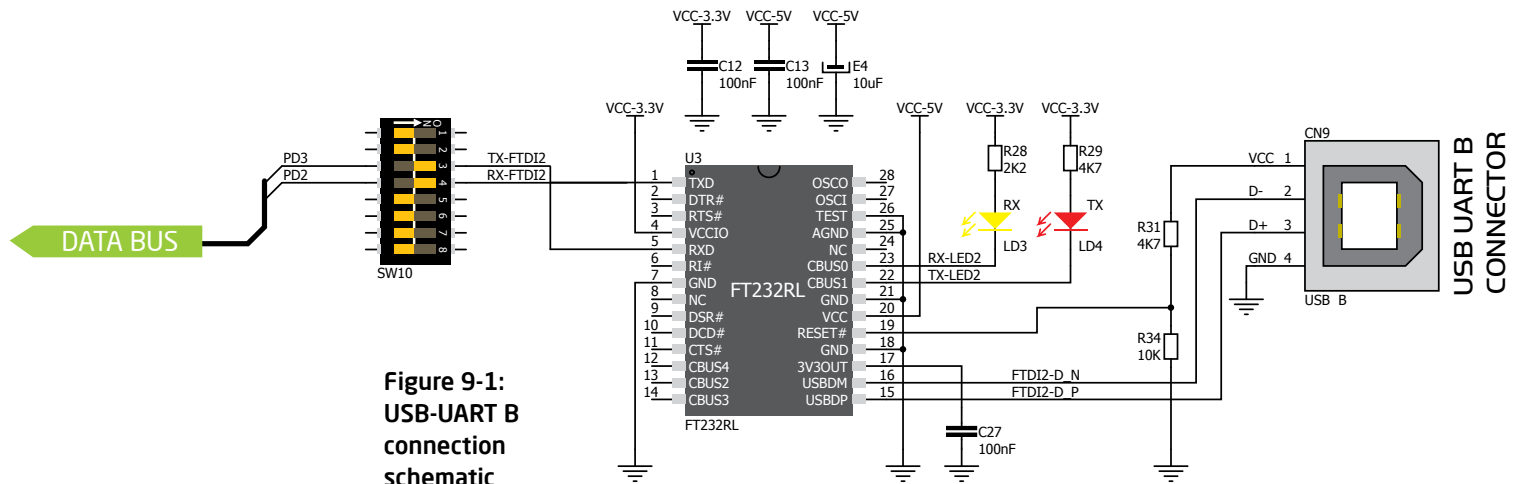 VCC-3.3V VCC-5V VCC-5V
C12 100nF
C13 100nF
E4 10uF
DATA BUS
PD3
PD2
ON
1
2
3
4
5
6
7
8
SW10
TX-FTDI2
RX-FTDI2
VCC-3.3V
U3
1 TXD
2 DTR#
3 RTS#
4 VCCIO
5 RXD
6 RI#
7 GND
8 NC
9 DSR#
10 DCD#
11 CTS#
12 CBUS4
13 CBUS2
14 CBUS3
FT232RL
OSCO 28
OSCI 27
TEST 26
AGND 25
NC 24
CBUS0 23
CBUS1 22
GND 21
VCC 20
RESET# 19
GND 18
3V3OUT 17
USBDM 16
USBDP 15
FT232RL
VCC-5V VCC-3.3V VCC-3.3V
R28 2K2
R29 4K7
RX
LD3
TX
LD4
RX-LED2
TX-LED2
FTDI2-D_N
FTDI2-D_P
C27 100nF
R31 4K7
R34 10K
CN9
VCC 1
D- 2
D+ 3
GND 4
USB B
USB UART B
CONNECTOR
Figure 9-1:
USB-UART B
connection
schematic